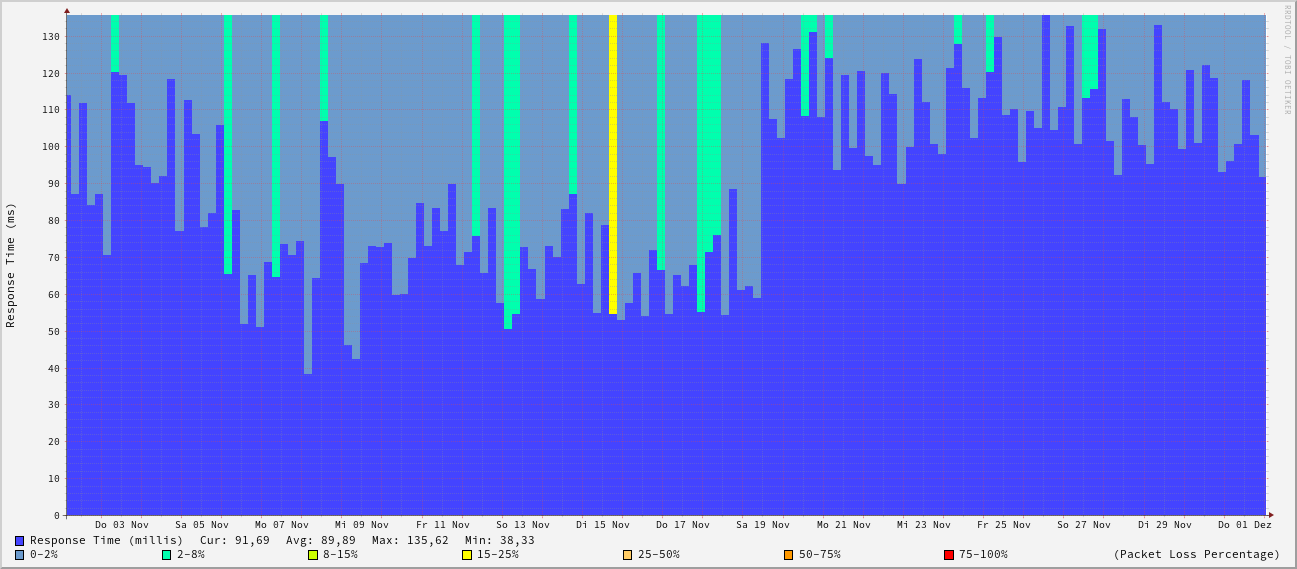 RRDTOOL / TOBI OETIKER
Response Time (ms)
130
120
110
100
90
80
70
60
50
40
30
20
10
0
Do 03 Nov Sa 05 Nov Mo 07 Nov Mi 09 Nov Fr 11 Nov So 13 Nov Di 15 Nov Do 17 Nov Sa 19 Nov Mo 21 Nov Mi 23 Nov Fr 25 Nov So 27 Nov Di 29 Nov Do 01 Dez
Response Time (millis) Cur: 91,69 Avg: 89,89 Max: 135,62 Min: 38,33
0-2% 2-8% 8-15% 15-25% 25-50% 50-75% 75-100% (Packet Loss Percentage)